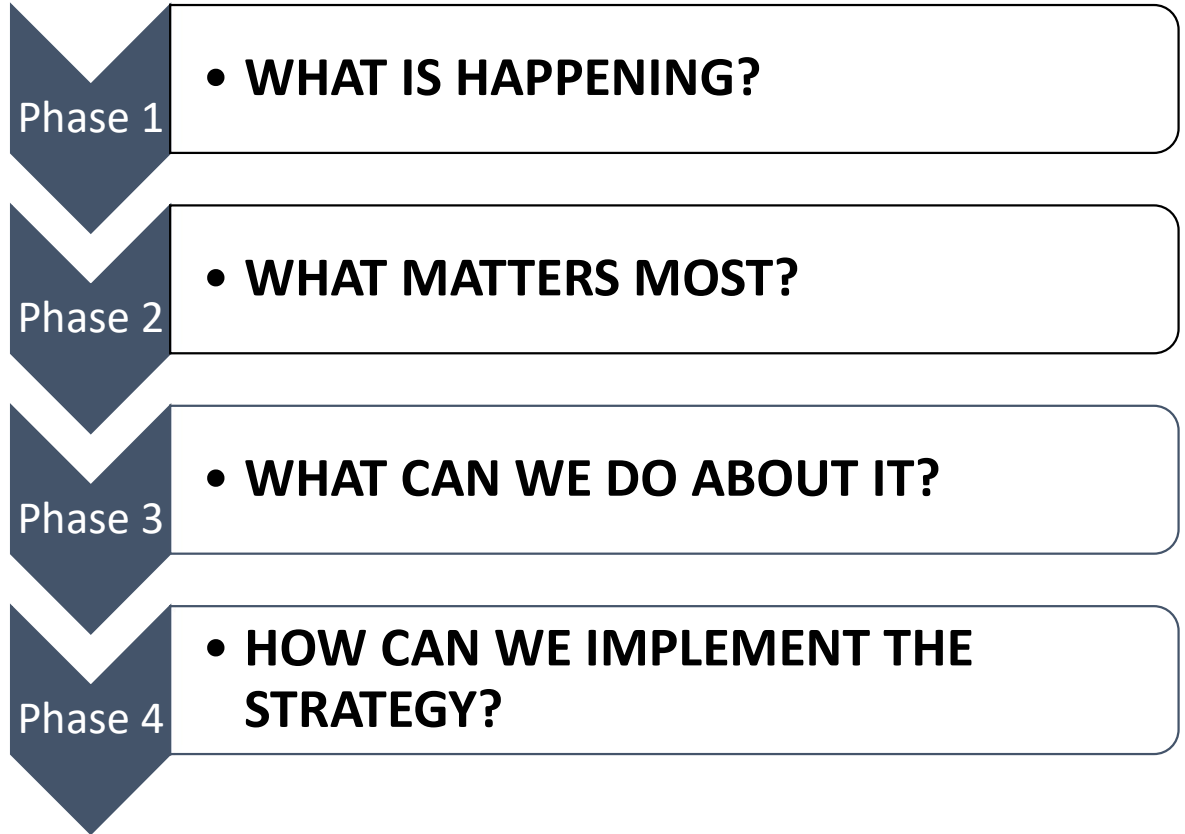 Phase 1
• WHAT IS HAPPENING?
Phase 2
• WHAT MATTERS MOST?
Phase 3
• WHAT CAN WE DO ABOUT IT?
Phase 4
• HOW CAN WE IMPLEMENT THE
STRATEGY?